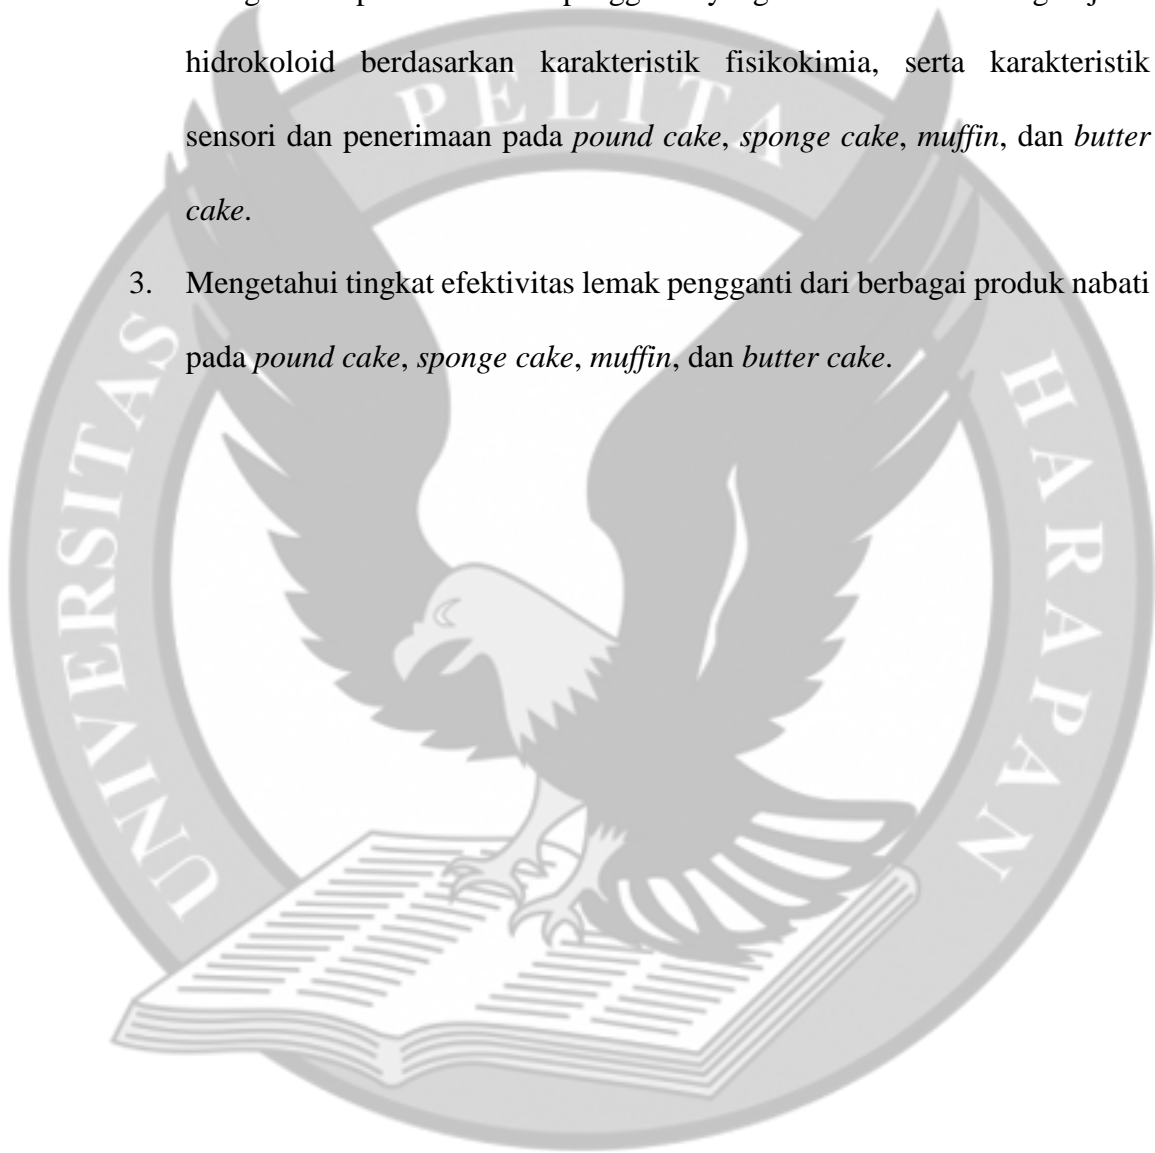 hidrokoloid berdasarkan karakteristik fisikokimia, serta karakteristik
sensori dan penerimaan pada pound cake, sponge cake, muffin, dan butter
cake.
3. Mengetahui tingkat efektivitas lemak pengganti dari berbagai produk nabati
pada pound cake, sponge cake, muffin, dan butter cake.
UNIVERSITAS PELITA HARAPAN